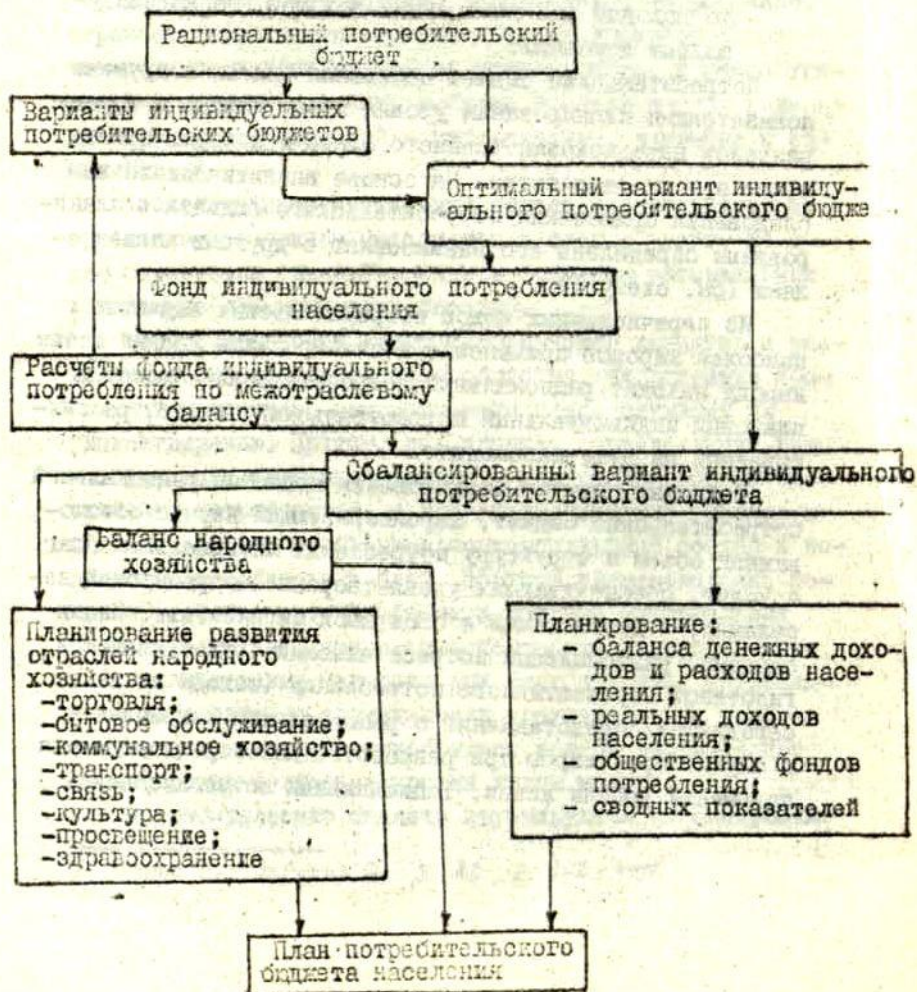 Рациональный потребительский
бюджет
Варианты индивидуальных
потребительских бюджетов
Оптимальный вариант индивиду-
ального потребительского бюдже
Фонд индивидуального потребления
населения
Расчеты фонда индивидуального
потребления по межотраслевому
балансу
Сбалансированный вариант индивидуального
потребительского бюджета
Баланс народного
хозяйства
Планирование развития
отраслей народного
хозяйства:
-торговля;
-бытовое обслуживание;
-коммунальное хозяйство;
-транспорт;
-связь;
-культура;
-просвещение;
-здравоохранение
Планирование:
- баланса денежных дохо-
дов и расходов насе-
ления;
- реальных доходов
населения;
- общественных фондов
потребления;
- сводных показателей
План потребительского
бюджета населения